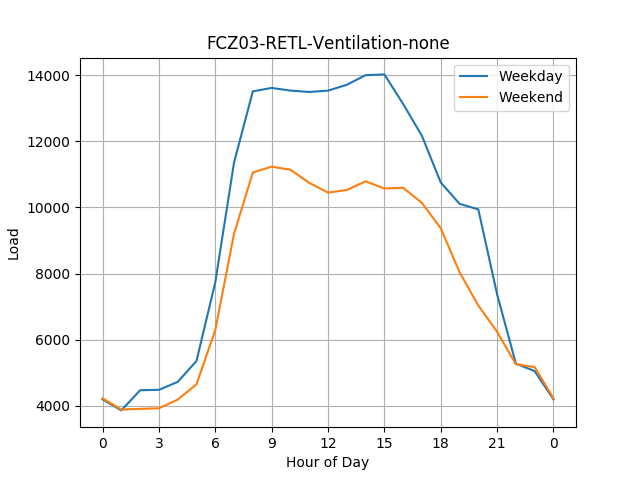 FCZ03-RETL-Ventilation-none
Weekday
Weekend
Load
14000
12000
10000
8000
6000
4000
0 3 6 9 12 15 18 21 0
Hour of Day